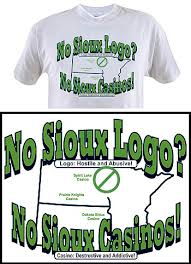 No Sioux Logo?
No Sioux Casinos!
No Sioux Logo?
Logo: Hostile and Abusive!
Spirit Lake
Casino
Prairie Knights
Casino
Dakota Sioux
Casino
No Sioux Casinos!
Casino: Destructive and Addictive!